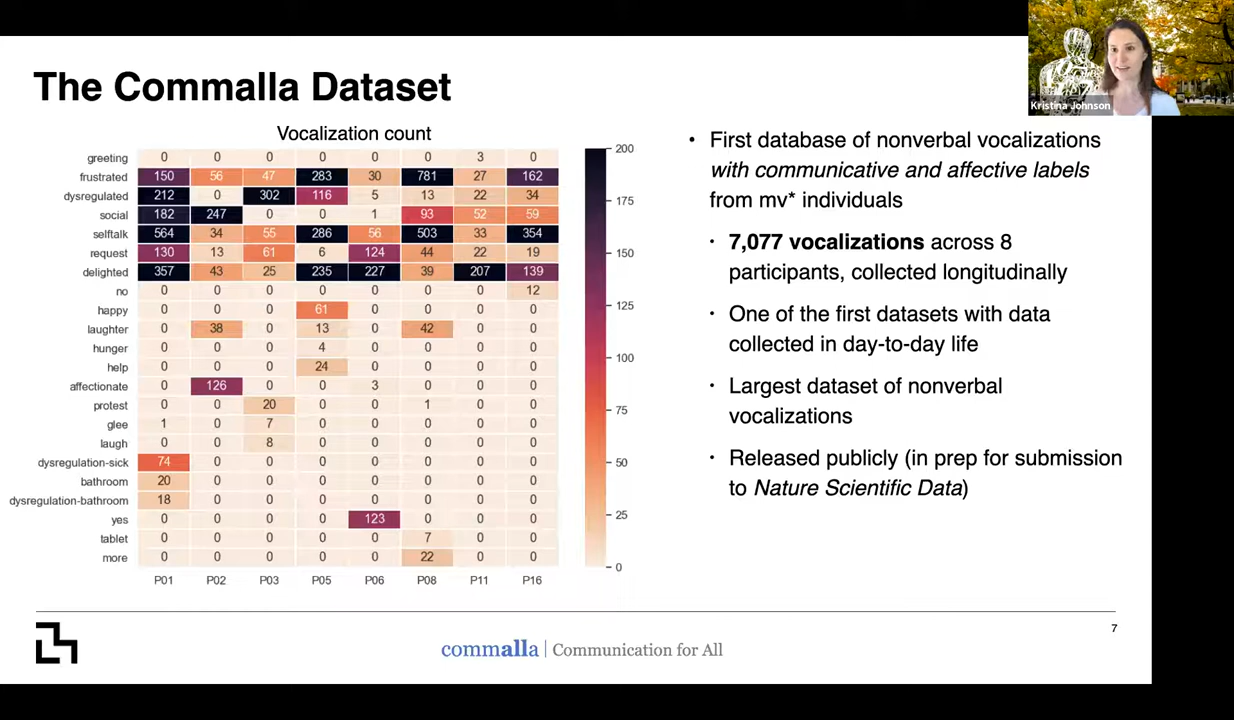 Kristina Johnson
The Commalla Dataset
Vocalization count
greeting 0 0 0 0 0 0 3 0
frustrated 150 56 47 283 30 781 27 162
dysregulated 212 0 302 116 5 13 22 34
social 182 247 0 0 1 93 52 59
selftalk 564 34 55 286 56 503 33 354
request 130 13 61 6 124 44 22 19
delighted 357 43 25 235 227 39 207 139
no 0 0 0 0 0 0 0 12
happy 0 0 0 61 0 0 0 0
laughter 0 38 0 13 0 42 0 0
hunger 0 0 0 4 0 0 0 0
help 0 0 0 24 0 0 0 0
affectionate 0 126 0 0 3 0 0 0
protest 0 0 20 0 0 1 0 0
glee 1 0 7 0 0 0 0 0
laugh 0 0 8 0 0 0 0 0
dysregulation-sick 74 0 0 0 0 0 0 0
bathroom 20 0 0 0 0 0 0 0
dysregulation-bathroom 18 0 0 0 0 0 0 0
yes 0 0 0 0 123 0 0 0
tablet 0 0 0 0 0 7 0 0
more 0 0 0 0 0 22 0 0
P01 P02 P03 P05 P06 P08 P11 P16
200
175
150
125
100
75
50
25
0
• First database of nonverbal vocalizations
with communicative and affective labels
from mv* individuals
• 7,077 vocalizations across 8
participants, collected longitudinally
• One of the first datasets with data
collected in day-to-day life
• Largest dataset of nonverbal
vocalizations
• Released publicly (in prep for submission
to Nature Scientific Data)
7
commalla | Communication for All